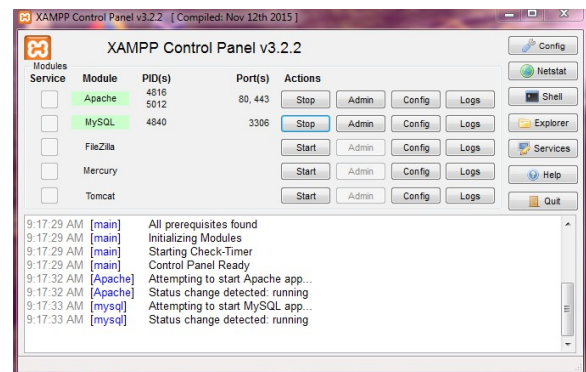 XAMPP Control Panel v3.2.2 [ Compiled: Nov 12th 2015 ]
XAMPP Control Panel v3.2.2
Config
Modules
Service Module PID(s) Port(s) Actions
Netstat
Apache 4816 5012 80, 443 Stop Admin Config Logs
Shell
MySQL 4840 3306 Stop Admin Config Logs
Explorer
FileZilla Start Admin Config Logs
Services
Mercury Start Admin Config Logs
Help
Tomcat Start Admin Config Logs
Quit
9:17:29 AM [main] All prerequisites found
9:17:29 AM [main] Initializing Modules
9:17:29 AM [main] Starting Check-Timer
9:17:29 AM [main] Control Panel Ready
9:17:32 AM [Apache] Attempting to start Apache app...
9:17:32 AM [Apache] Status change detected: running
9:17:33 AM [mysql] Attempting to start MySQL app...
9:17:33 AM [mysql] Status change detected: running